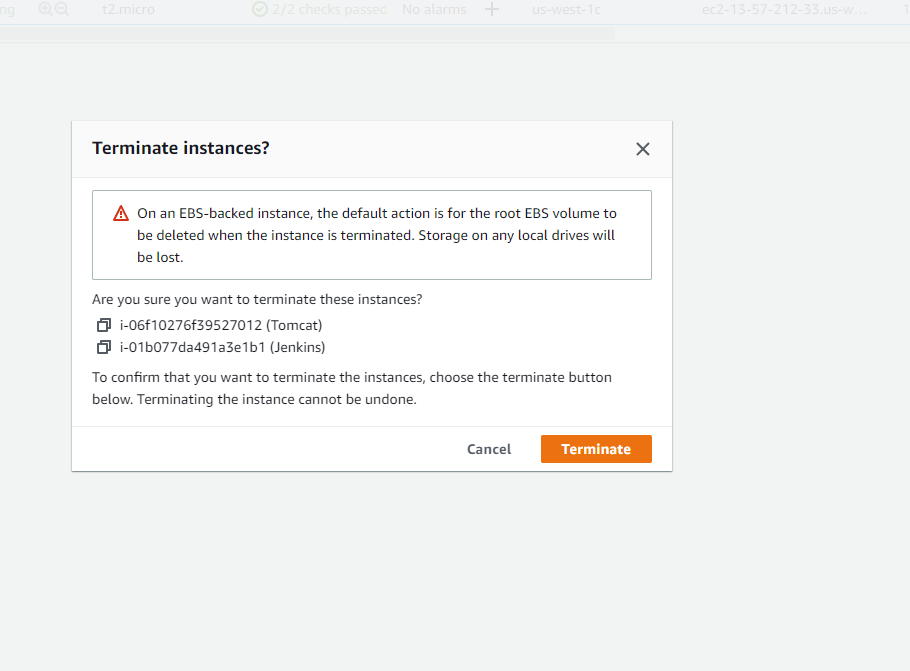 ng t2.micro 2/2 checks passed No alarms us-west-1c ec2-13-57-212-33.us-w... 1
Terminate instances?
On an EBS-backed instance, the default action is for the root EBS volume to
be deleted when the instance is terminated. Storage on any local drives will
be lost.
Are you sure you want to terminate these instances?
i-06f10276f39527012 (Tomcat)
i-01b077da491a3e1b1 (Jenkins)
To confirm that you want to terminate the instances, choose the terminate button
below. Terminating the instance cannot be undone.
Cancel Terminate